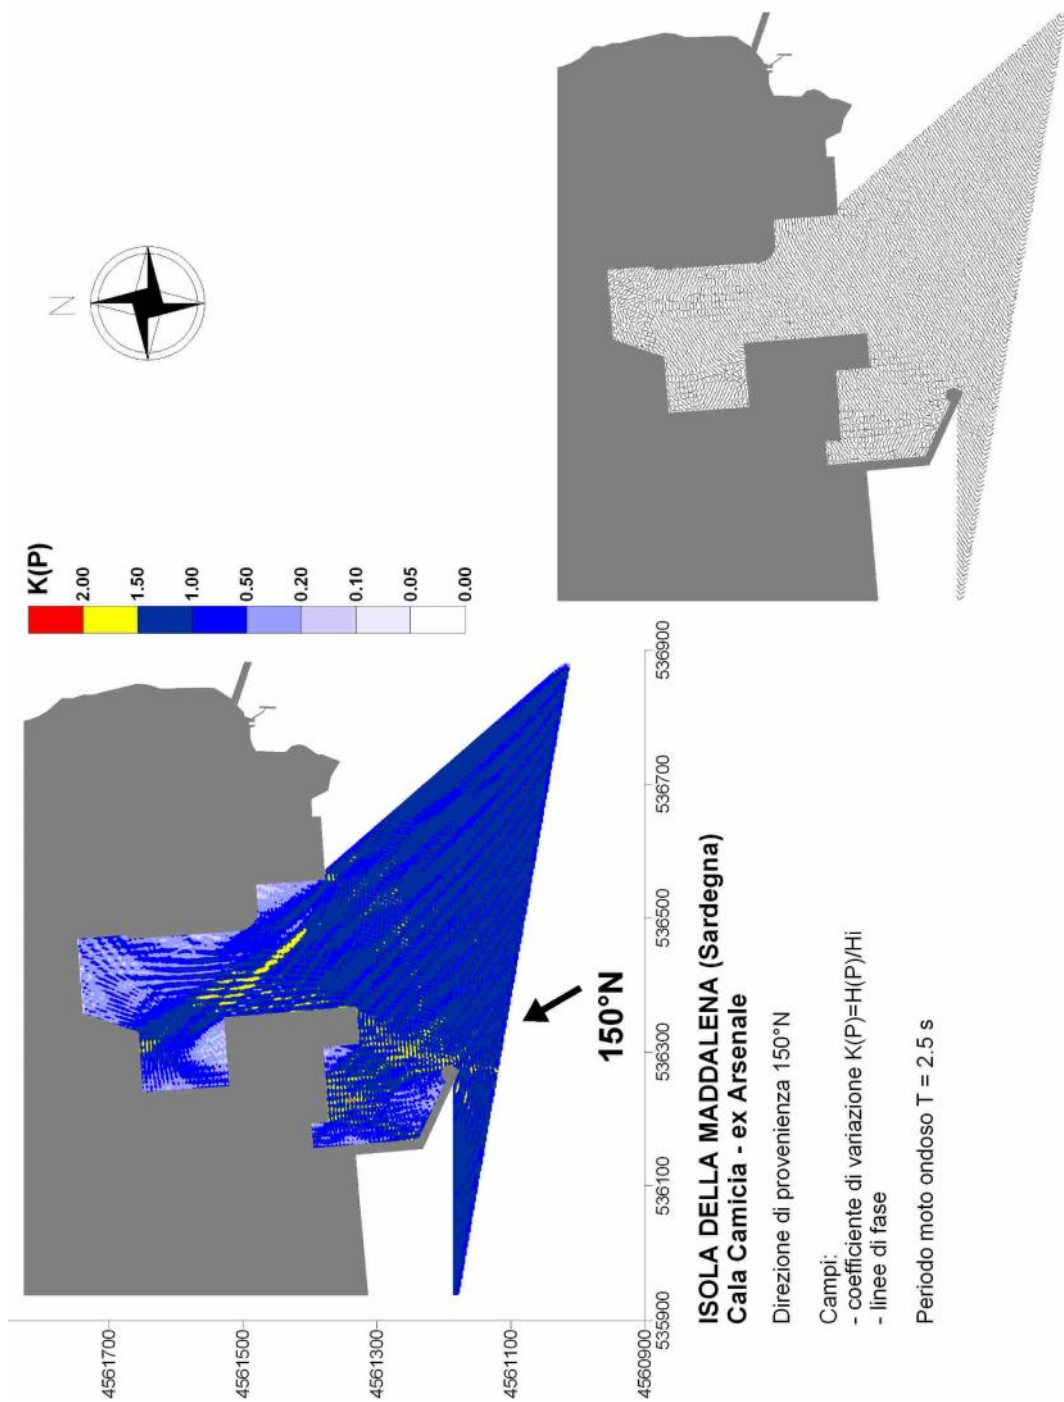 N
K(P)
2.00
1.50
1.00
0.50
0.20
0.10
0.05
0.00
4561700
4561500
4561300
4561100
4560900
535900
536100
536300
536500
536700
536900
150°N
ISOLA DELLA MADDALENA (Sardegna)
Cala Camicia - ex Arsenale
Direzione di provenienza 150°N
Campi:
- coefficiente di variazione K(P)=H(P)/Hi
- linee di fase
Periodo moto ondoso T = 2.5 s